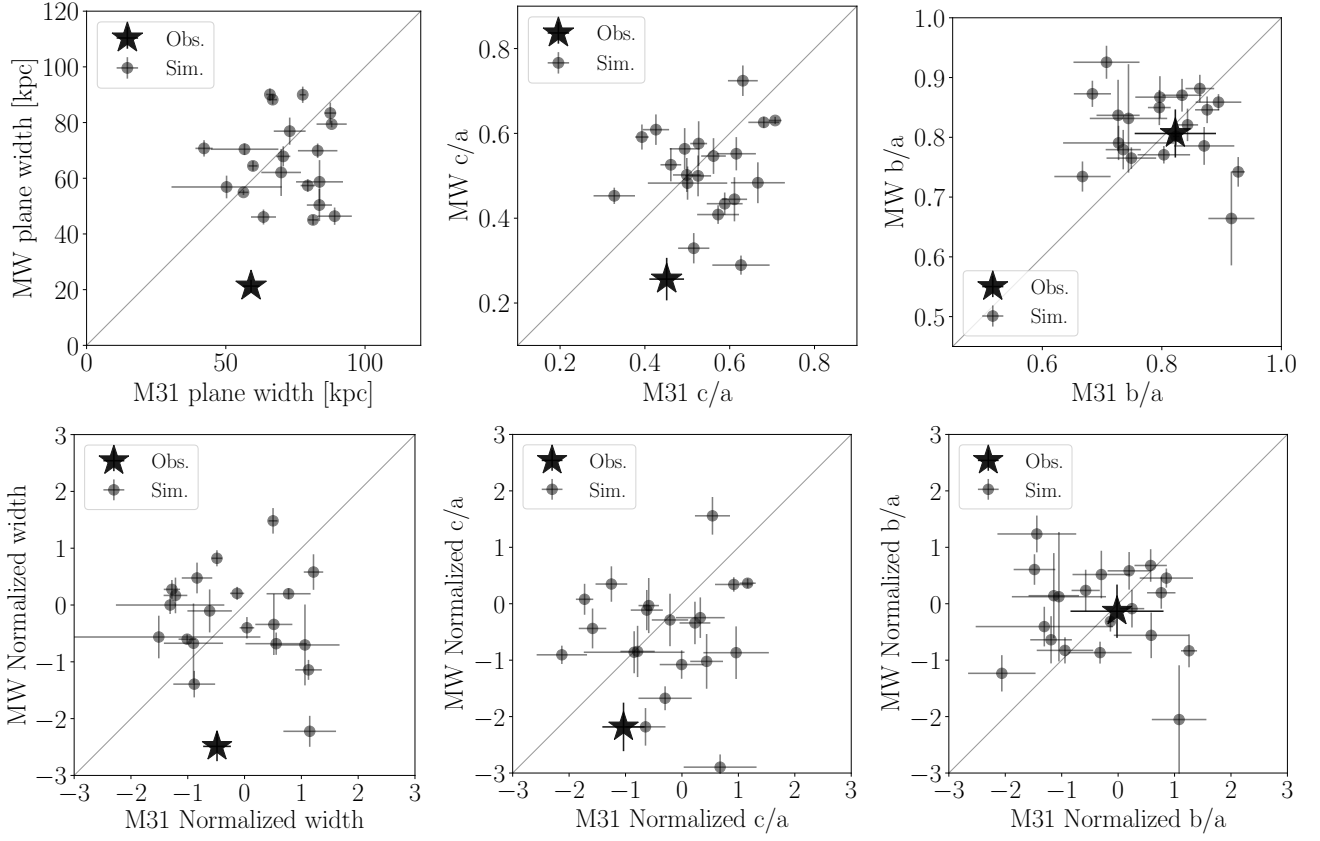 120
100
80
60
40
20
0
MW plane width [kpc]
Obs.
Sim.
0 50 100
M31 plane width [kpc]
0.8
0.6
0.4
0.2
MW c/a
Obs.
Sim.
0.2 0.4 0.6 0.8
M31 c/a
1.0
0.9
0.8
0.7
0.6
0.5
MW b/a
Obs.
Sim.
0.6 0.8 1.0
M31 b/a
3
2
1
0
−1
−2
−3
MW Normalized width
Obs.
Sim.
−3 −2 −1 0 1 2 3
M31 Normalized width
3
2
1
0
−1
−2
−3
MW Normalized c/a
Obs.
Sim.
−3 −2 −1 0 1 2 3
M31 Normalized c/a
3
2
1
0
−1
−2
−3
MW Normalized b/a
Obs.
Sim.
−3 −2 −1 0 1 2 3
M31 Normalized b/a